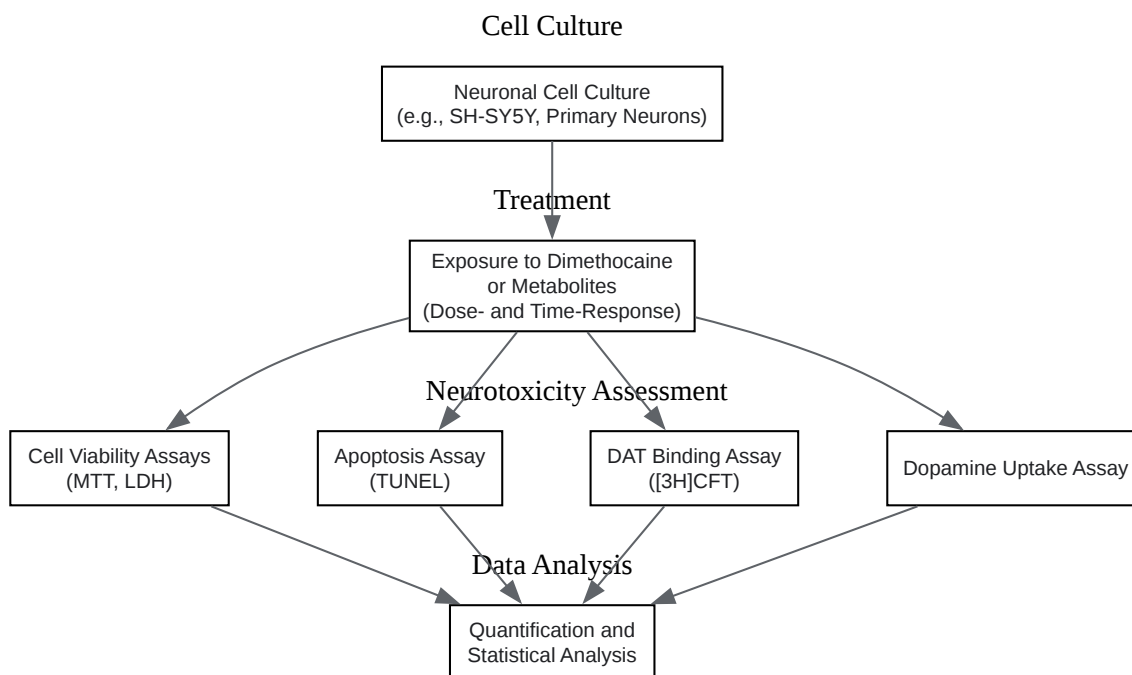 Cell Culture
Neuronal Cell Culture
(e.g., SH-SY5Y, Primary Neurons)
Treatment
Exposure to Dimethocaine
or Metabolites
(Dose- and Time-Response)
Neurotoxicity Assessment
Cell Viability Assays
(MTT, LDH)
Apoptosis Assay
(TUNEL)
DAT Binding Assay
([3H]CFT)
Dopamine Uptake Assay
Data Analysis
Quantification and
Statistical Analysis